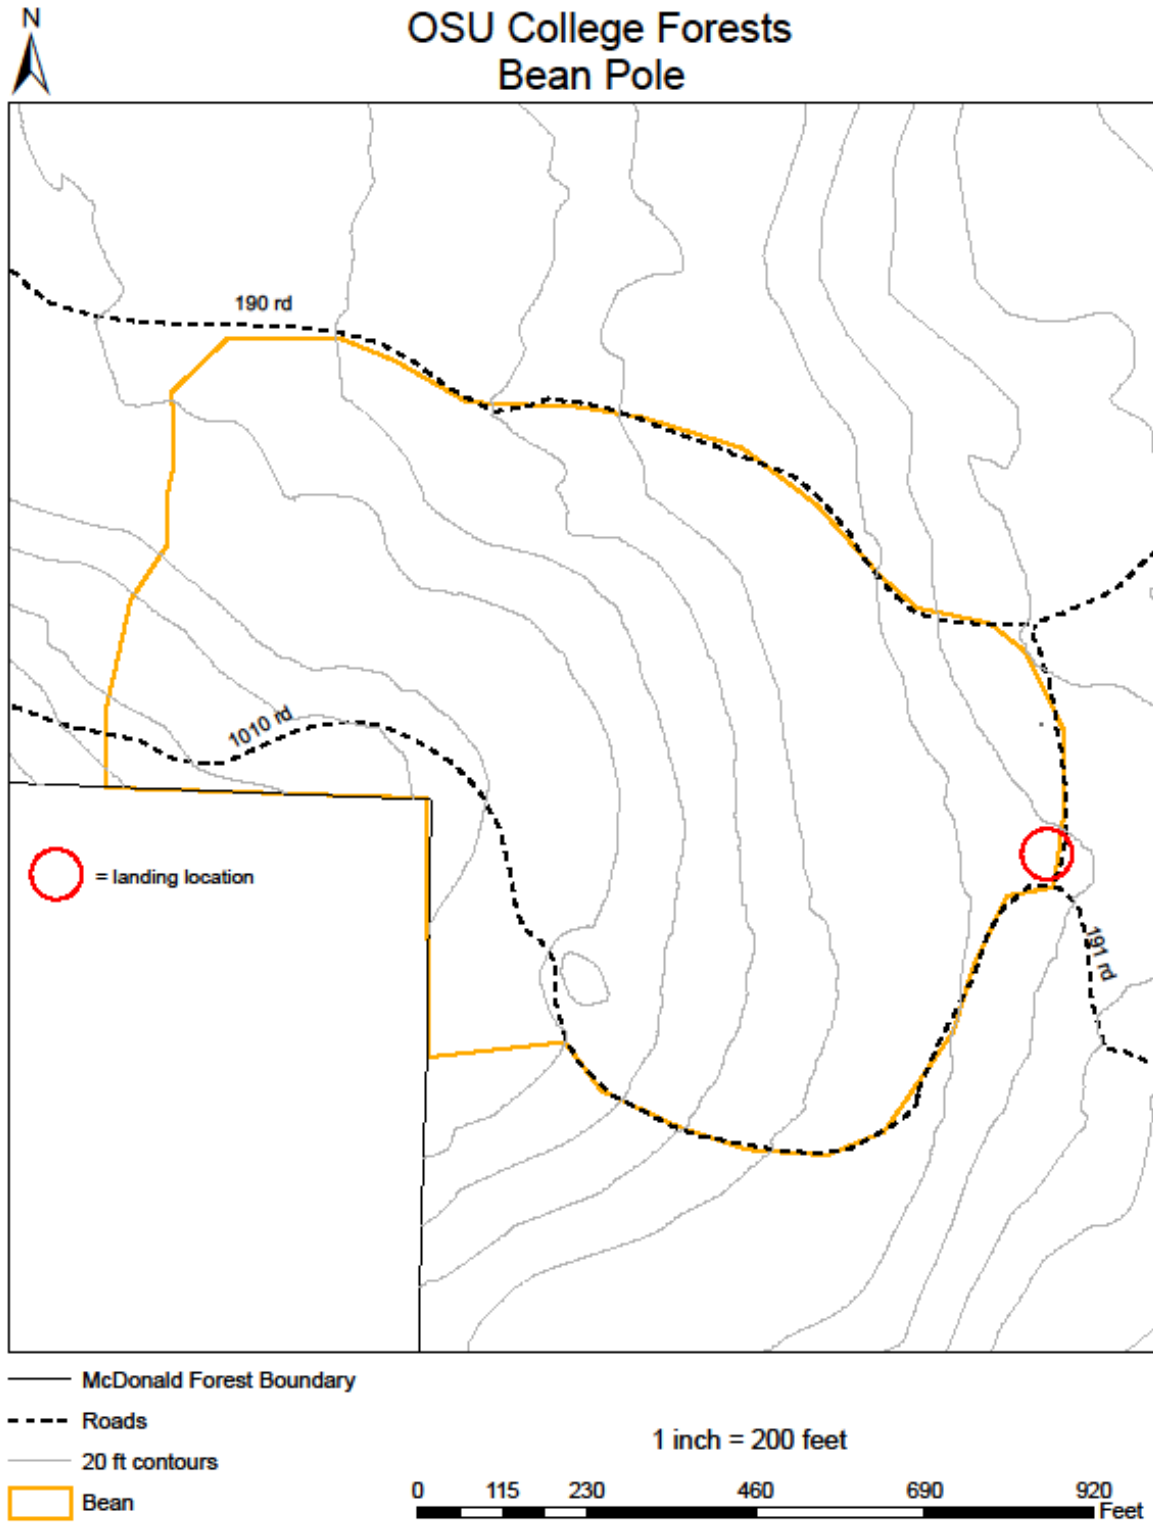 N
OSU College Forests
Bean Pole
190 rd
1010 rd
= landing location
191 rd
McDonald Forest Boundary
Roads
20 ft contours
Bean
1 inch = 200 feet
0 115 230 460 690 920
Feet